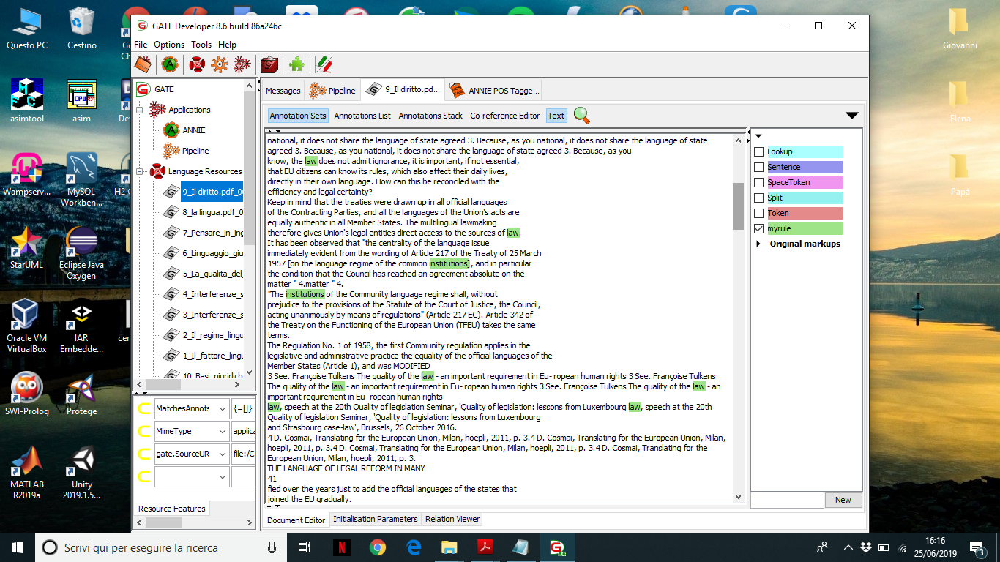 GATE Developer 8.6 build 86a246c
File Options Tools Help
Questo PC
Cestino
asimtool
asim
Wampserv...
MySQL
Workben...
StarUML
Eclipse Java
Oxygen
Oracle VM
VirtualBox
IAR
Embedde...
SWI-Prolog
Protege
MATLAB
R2019a
Unity
2019.1.5...
Giovanni
Elena
Papà
GATE
Applications
ANNIE
Pipeline
Language Resources
9_Il diritto.pdf_0
8_la lingua.pdf_0
7_Pensare_in_ing
6_Linguaggio_giu
5_La_qualita_del_
4_Interferenze_s
3_Interferenze_s
2_Il_regime_lingu
1_Il_fattore_lingu
10_Basi_giuridich
MatchesAnnots
{=[]}
MimeType
applica
gate.SourceUR
file:/C
Resource Features
Messages
Pipeline
9_Il diritto.pd...
ANNIE POS Tagge...
Annotation Sets Annotations List Annotations Stack Co-reference Editor Text
national, it does not share the language of state agreed 3. Because, as you national, it does not share the language of state
agreed 3. Because, as you national, it does not share the language of state agreed 3. Because, as you
know, the law does not admit ignorance, it is important, if not essential,
that EU citizens can know its rules, which also affect their daily lives,
directly in their own language. How can this be reconciled with the
efficiency and legal certainty?
Keep in mind that the treaties were drawn up in all official languages
of the Contracting Parties, and all the languages of the Union's acts are
equally authentic in all Member States. The multilingual lawmaking
therefore gives Union's legal entities direct access to the sources of law.
It has been observed that "the centrality of the language issue
immediately evident from the wording of Article 217 of the Treaty of 25 March
1957 [on the language regime of the common institutions], and in particular
the condition that the Council has reached an agreement absolute on the
matter " 4.matter " 4.
"The institutions of the Community language regime shall, without
prejudice to the provisions of the Statute of the Court of Justice, the Council,
acting unanimously by means of regulations" (Article 217 EC). Article 342 of
the Treaty on the Functioning of the European Union (TFEU) takes the same
terms.
The Regulation No. 1 of 1958, the first Community regulation applies in the
legislative and administrative practice the equality of the official languages of the
Member States (Article 1), and was MODIFIED
3 See. Françoise Tulkens The quality of the law - an important requirement in Eu- ropean human rights 3 See. Françoise Tulkens
The quality of the law - an important requirement in Eu- ropean human rights 3 See. Françoise Tulkens The quality of the law - an
important requirement in Eu- ropean human rights
law, speech at the 20th Quality of legislation Seminar, 'Quality of legislation: lessons from Luxembourg law, speech at the 20th
Quality of legislation Seminar, 'Quality of legislation: lessons from Luxembourg
and Strasbourg case-law', Brussels, 26 October 2016.
4 D. Cosmai, Translating for the European Union, Milan, hoepli, 2011, p. 3.4 D. Cosmai, Translating for the European Union, Milan,
hoepli, 2011, p. 3.4 D. Cosmai, Translating for the European Union, Milan, hoepli, 2011, p. 3.4 D. Cosmai, Translating for the
European Union, Milan, hoepli, 2011, p. 3.
THE LANGUAGE OF LEGAL REFORM IN MANY
41
fied over the years just to add the official languages of the states that
joined the EU gradually.
Lookup
Sentence
SpaceToken
Split
Token
myrule
Original markups
New
Document Editor Initialisation Parameters Relation Viewer
Scrivi qui per eseguire la ricerca
16:16
25/06/2019
3